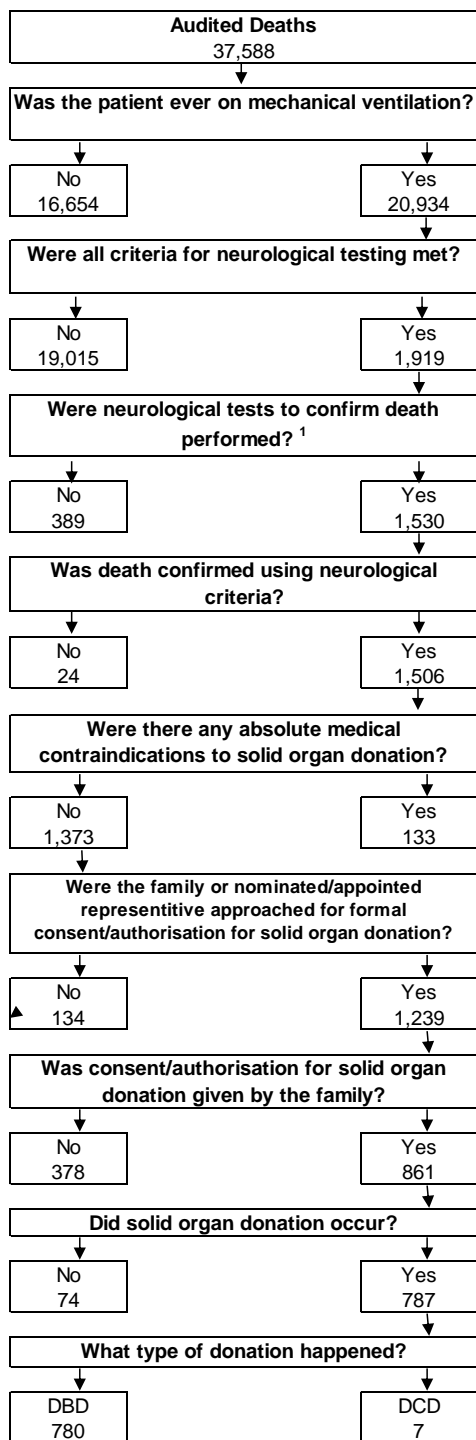 Audited Deaths
37,588
Was the patient ever on mechanical ventilation?
No
16,654
Yes
20,934
Were all criteria for neurological testing met?
No
19,015
Yes
1,919
Were neurological tests to confirm death
performed? 1
No
389
Yes
1,530
Was death confirmed using neurological
criteria?
No
24
Yes
1,506
Were there any absolute medical
contraindications to solid organ donation?
No
1,373
Yes
133
Were the family or nominated/appointed
representitive approached for formal
consent/authorisation for solid organ donation?
No
134
Yes
1,239
Was consent/authorisation for solid organ
donation given by the family?
No
378
Yes
861
Did solid organ donation occur?
No
74
Yes
787
What type of donation happened?
DBD
780
DCD
7